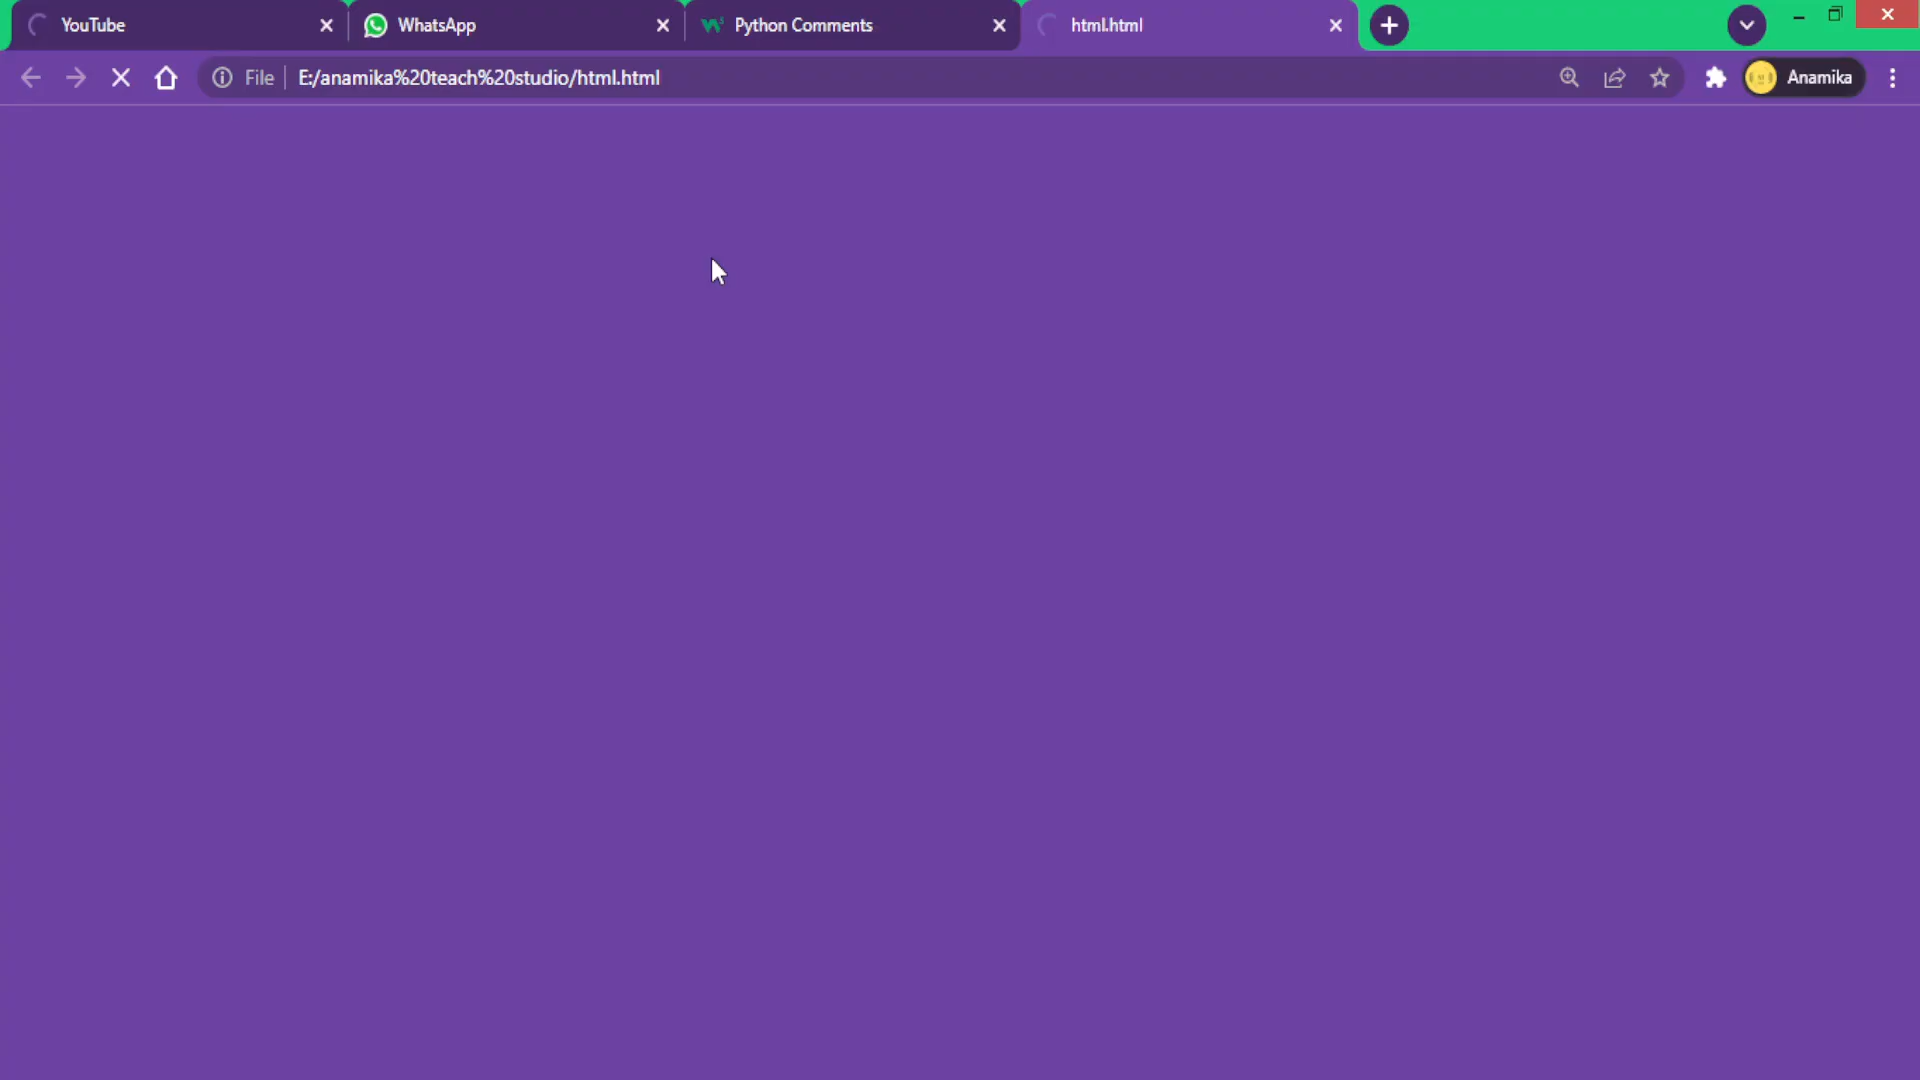 YouTube
WhatsApp
Python Comments
html.html
File
E:/anamika%20teach%20studio/html.html
Anamika